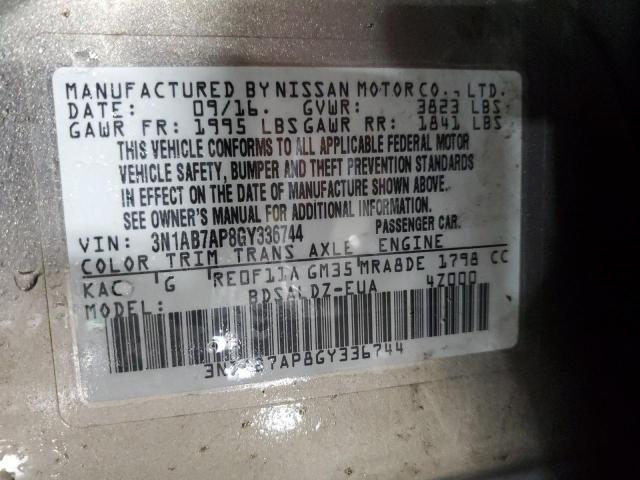 MANUFACTURED BY NISSAN MOTOR CO., LTD.
DATE: 09/16. GVWR: 3823 LBS
GAWR FR: 1995 LBS GAWR RR: 1841 LBS
THIS VEHICLE CONFORMS TO ALL APPLICABLE FEDERAL MOTOR
VEHICLE SAFETY, BUMPER AND THEFT PREVENTION STANDARDS
IN EFFECT ON THE DATE OF MANUFACTURE SHOWN ABOVE.
SEE OWNER'S MANUAL FOR ADDITIONAL INFORMATION.
VIN: 3N1AB7AP8GY336744 PASSENGER CAR.
COLOR TRIM TRANS AXLE ENGINE
KAC G RE0F11A GM35 MRA8DE 1798 CC
MODEL: BDSALDZ-EUA 4Z000
3N1AB7AP8GY336744